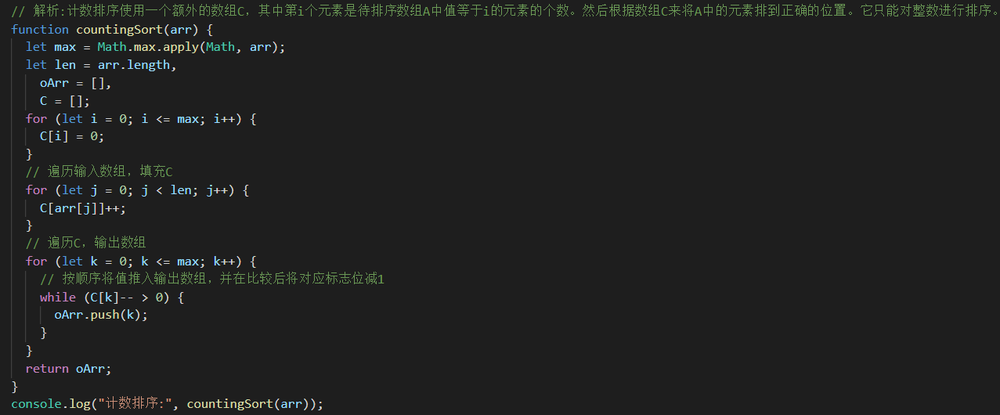 // 解析:计数排序使用一个额外的数组C，其中第i个元素是待排序数组A中值等于i的元素的个数。然后根据数组C来将A中的元素排到正确的位置。它只能对整数进行排序。
function countingSort(arr) {
  let max = Math.max.apply(Math, arr);
  let len = arr.length,
    oArr = [],
    C = [];
  for (let i = 0; i <= max; i++) {
    C[i] = 0;
  }
  // 遍历输入数组，填充C
  for (let j = 0; j < len; j++) {
    C[arr[j]]++;
  }
  // 遍历C，输出数组
  for (let k = 0; k <= max; k++) {
    // 按顺序将值推入输出数组，并在比较后将对应标志位减1
    while (C[k]-- > 0) {
      oArr.push(k);
    }
  }
  return oArr;
}
console.log("计数排序:", countingSort(arr));